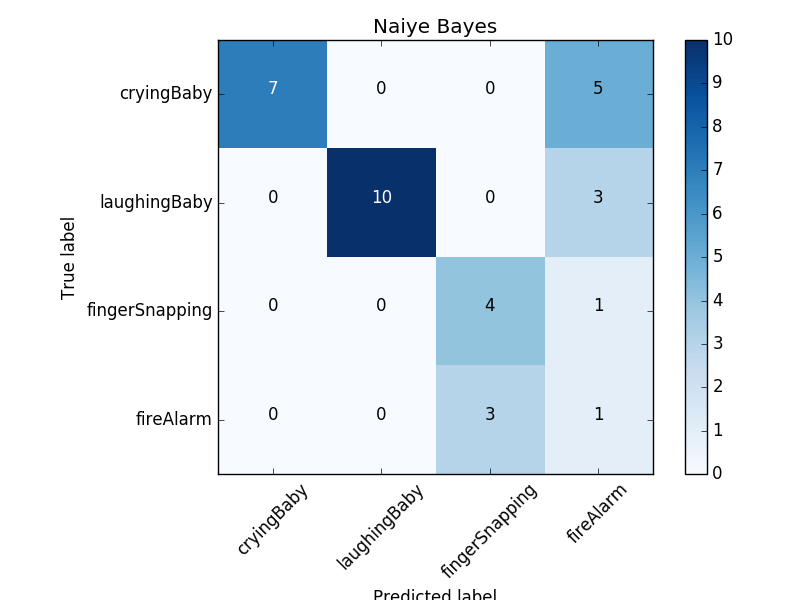 Naiye Bayes
cryingBaby 7 0 0 5
laughingBaby 0 10 0 3
fingerSnapping 0 0 4 1
fireAlarm 0 0 3 1
True label
cryingBaby laughingBaby fingerSnapping fireAlarm
Predicted label
10
9
8
7
6
5
4
3
2
1
0